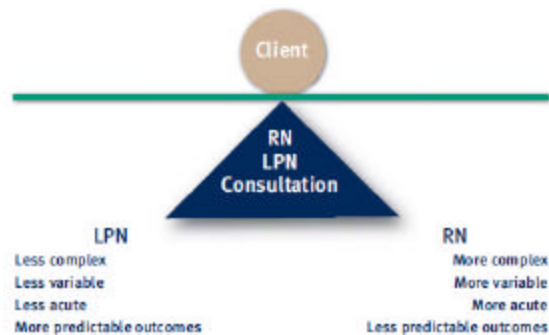 Client
RN
LPN
Consultation
LPN
Less complex
Less variable
Less acute
More predictable outcomes
RN
More complex
More variable
More acute
Less predictable outcomes